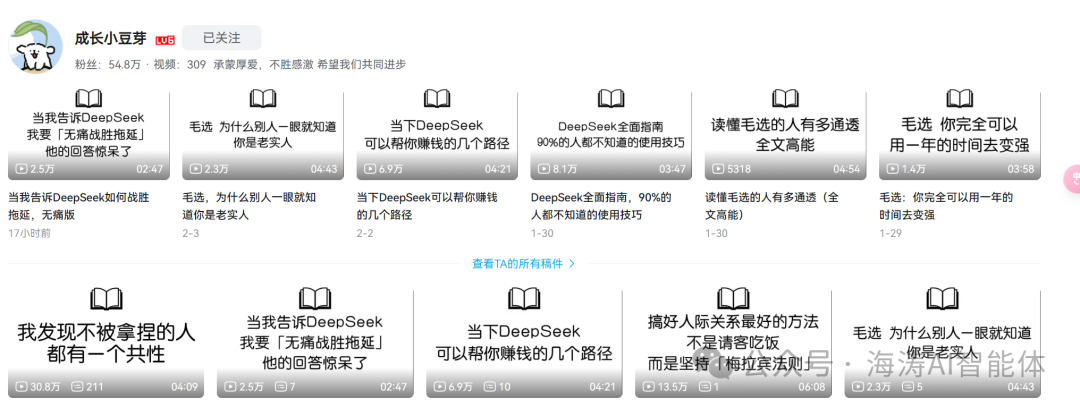 成长小豆芽 LV6 已关注
粉丝：54.8万 · 视频：309 承蒙厚爱，不胜感激 希望我们共同进步
当我告诉DeepSeek
我要「无痛战胜拖延」
他的回答惊呆了
2.5万 02:47
毛选 为什么别人一眼就知道
你是老实人
2.3万 04:43
当下DeepSeek
可以帮你赚钱的几个路径
6.9万 04:21
DeepSeek全面指南
90%的人都不知道的使用技巧
8.1万 03:47
读懂毛选的人有多通透
全文高能
5318 04:54
毛选 你完全可以
用一年的时间去变强
1.4万 03:58
当我告诉DeepSeek如何战胜
拖延，无痛版
17小时前
毛选，为什么别人一眼就知
道你是老实人
2-3
当下DeepSeek可以帮你赚钱
的几个路径
2-2
DeepSeek全面指南，90%的
人都不知道的使用技巧
1-30
读懂毛选的人有多通透（全
文高能）
1-30
毛选：你完全可以用一年的
时间去变强
1-29
查看TA的所有稿件
我发现不被拿捏的人
都有一个共性
30.8万 211 04:09
当我告诉DeepSeek
我要「无痛战胜拖延」
他的回答惊呆了
2.5万 7 02:47
当下DeepSeek
可以帮你赚钱的几个路径
6.9万 10 04:21
搞好人际关系最好的方法
不是请客吃饭
而是坚持「梅拉宾法则」
13.5万 1 06:08
毛选 为什么别人一眼就知道
你是老实人
2.3万 5 04:43
公众号 · 海涛AI智能体